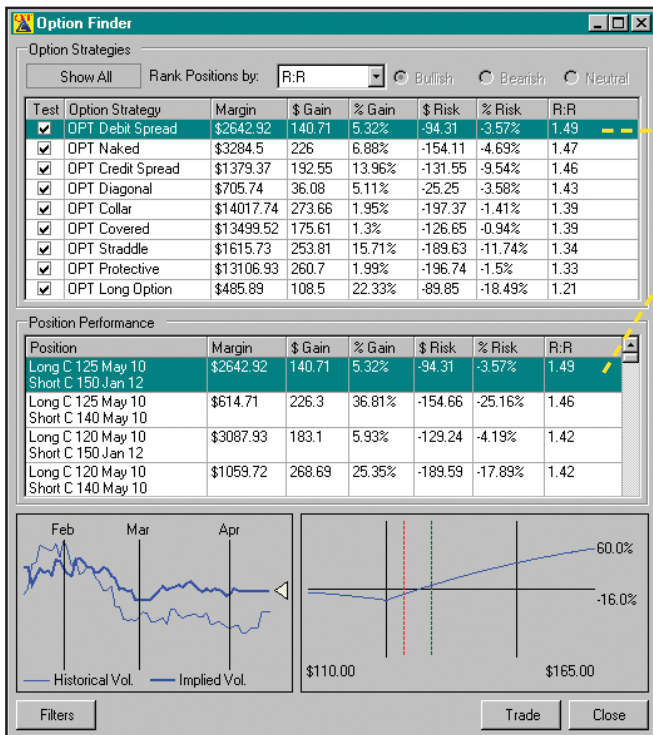 OPT Option Finder
Option Strategies
Show All Rank Positions by: R:R Bullish Bearish Neutral
Test Option Strategy Margin $ Gain % Gain $ Risk % Risk R:R
OPT Debit Spread $2642.92 140.71 5.32% -94.31 -3.57% 1.49
OPT Naked $3284.5 226 6.88% -154.11 -4.69% 1.47
OPT Credit Spread $1379.37 192.55 13.96% -131.55 -9.54% 1.46
OPT Diagonal $705.74 36.08 5.11% -25.25 -3.58% 1.43
OPT Collar $14017.74 273.66 1.95% -197.37 -1.41% 1.39
OPT Covered $13499.52 175.61 1.3% -126.65 -0.94% 1.39
OPT Straddle $1615.73 253.81 15.71% -189.63 -11.74% 1.34
OPT Protective $13106.93 260.7 1.99% -196.74 -1.5% 1.33
OPT Long Option $485.89 108.5 22.33% -89.85 -18.49% 1.21
Position Performance
Position Margin $ Gain % Gain $ Risk % Risk R:R
Long C 125 May 10 $2642.92 140.71 5.32% -94.31 -3.57% 1.49
Short C 150 Jan 12
Long C 125 May 10 $614.71 226.3 36.81% -154.66 -25.16% 1.46
Short C 140 May 10
Long C 120 May 10 $3087.93 183.1 5.93% -129.24 -4.19% 1.42
Short C 150 Jan 12
Long C 120 May 10 $1059.72 268.69 25.35% -189.59 -17.89% 1.42
Short C 140 May 10
Feb Mar Apr
Historical Vol. Implied Vol.
60.0%
-16.0%
$110.00 $165.00
Filters Trade Close